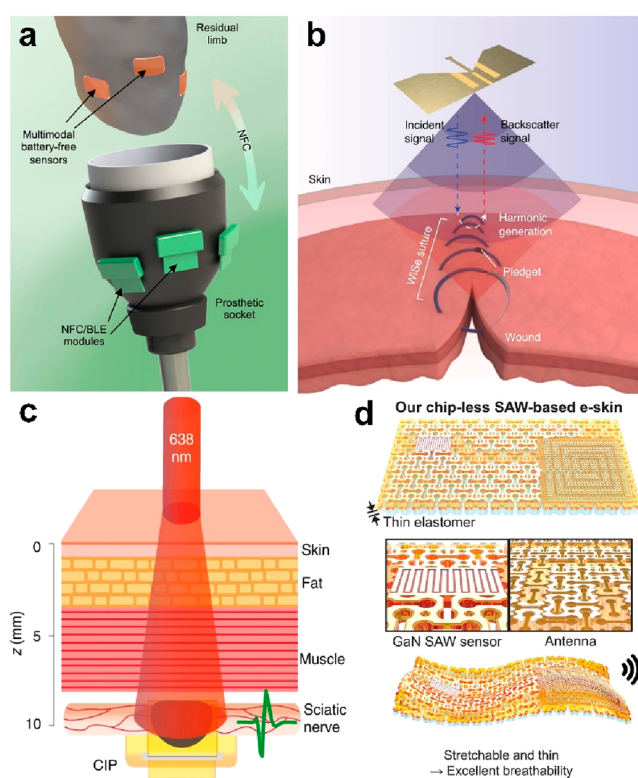 a
Residual
limb
Multimodal
battery-free
sensors
NFC
Prosthetic
socket
NFC/BLE
modules
b
Incident
signal
Backscatter
signal
Skin
Harmonic
generation
WiSe suture
Pledget
Wound
c
638
nm
0
Skin
Fat
5
z (mm)
Muscle
10
Sciatic
nerve
CIP
d
Our chip-less SAW-based e-skin
Thin elastomer
GaN SAW sensor
Antenna
Stretchable and thin
→ Excellent breathability